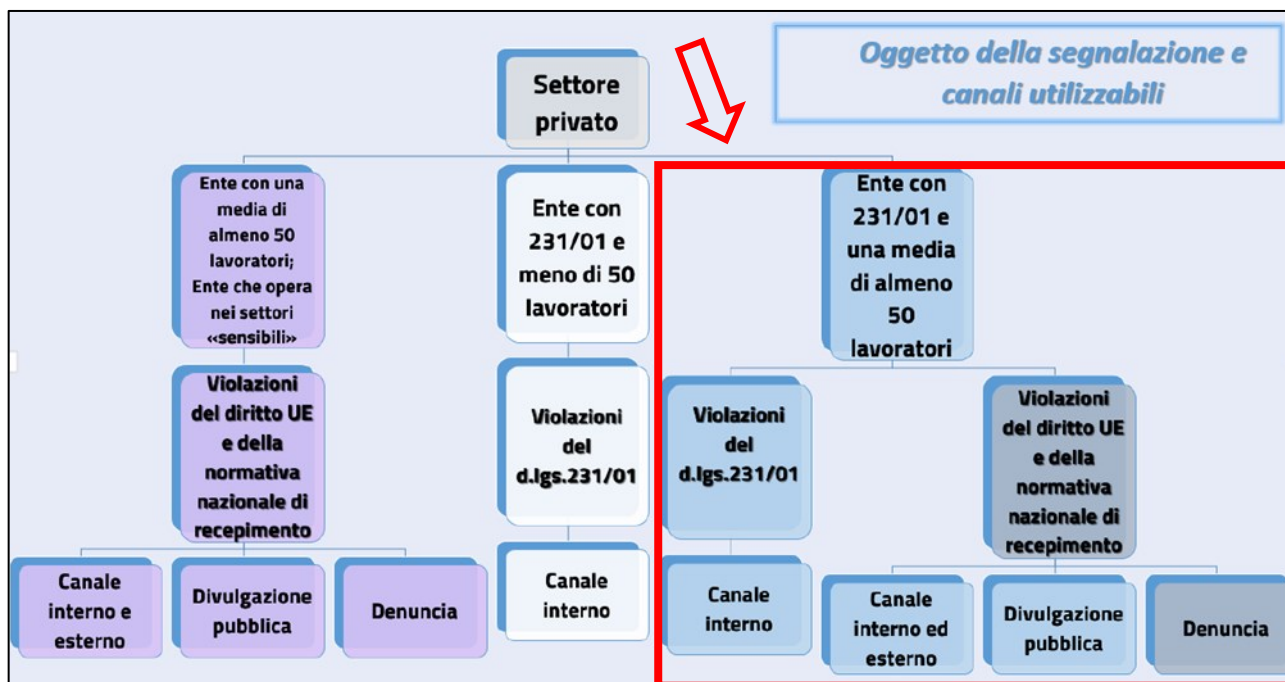 Oggetto della segnalazione e
canali utilizzabili
Settore
privato
Ente con una
media di
almeno 50
lavoratori;
Ente che opera
nei settori
«sensibili»
Ente con
231/01 e
meno di 50
lavoratori
Ente con
231/01 e
una media
di almeno
50
lavoratori
Violazioni
del diritto UE
e della
normativa
nazionale di
recepimento
Violazioni
del
d.lgs.231/01
Violazioni
del
d.lgs.231/01
Violazioni
del diritto UE
e della
normativa
nazionale di
recepimento
Canale
interno e
esterno
Divulgazione
pubblica
Denuncia
Canale
interno
Canale
interno
Canale
interno ed
esterno
Divulgazione
pubblica
Denuncia